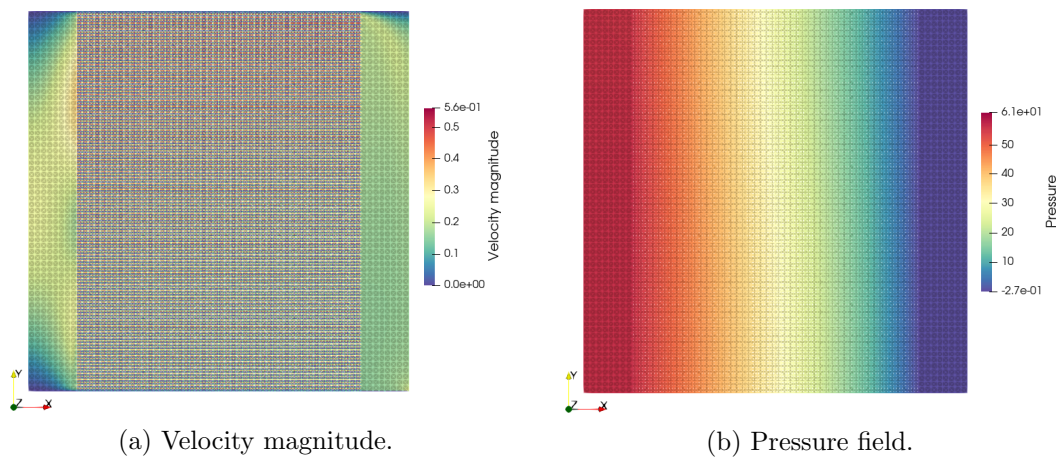 5.6e-01
0.5
0.4
0.3
0.2
0.1
0.0e+00
Velocity magnitude
Y
Z
X
(a) Velocity magnitude.
6.1e+01
50
40
30
20
10
-2.7e-01
Pressure
Y
Z
X
(b) Pressure field.